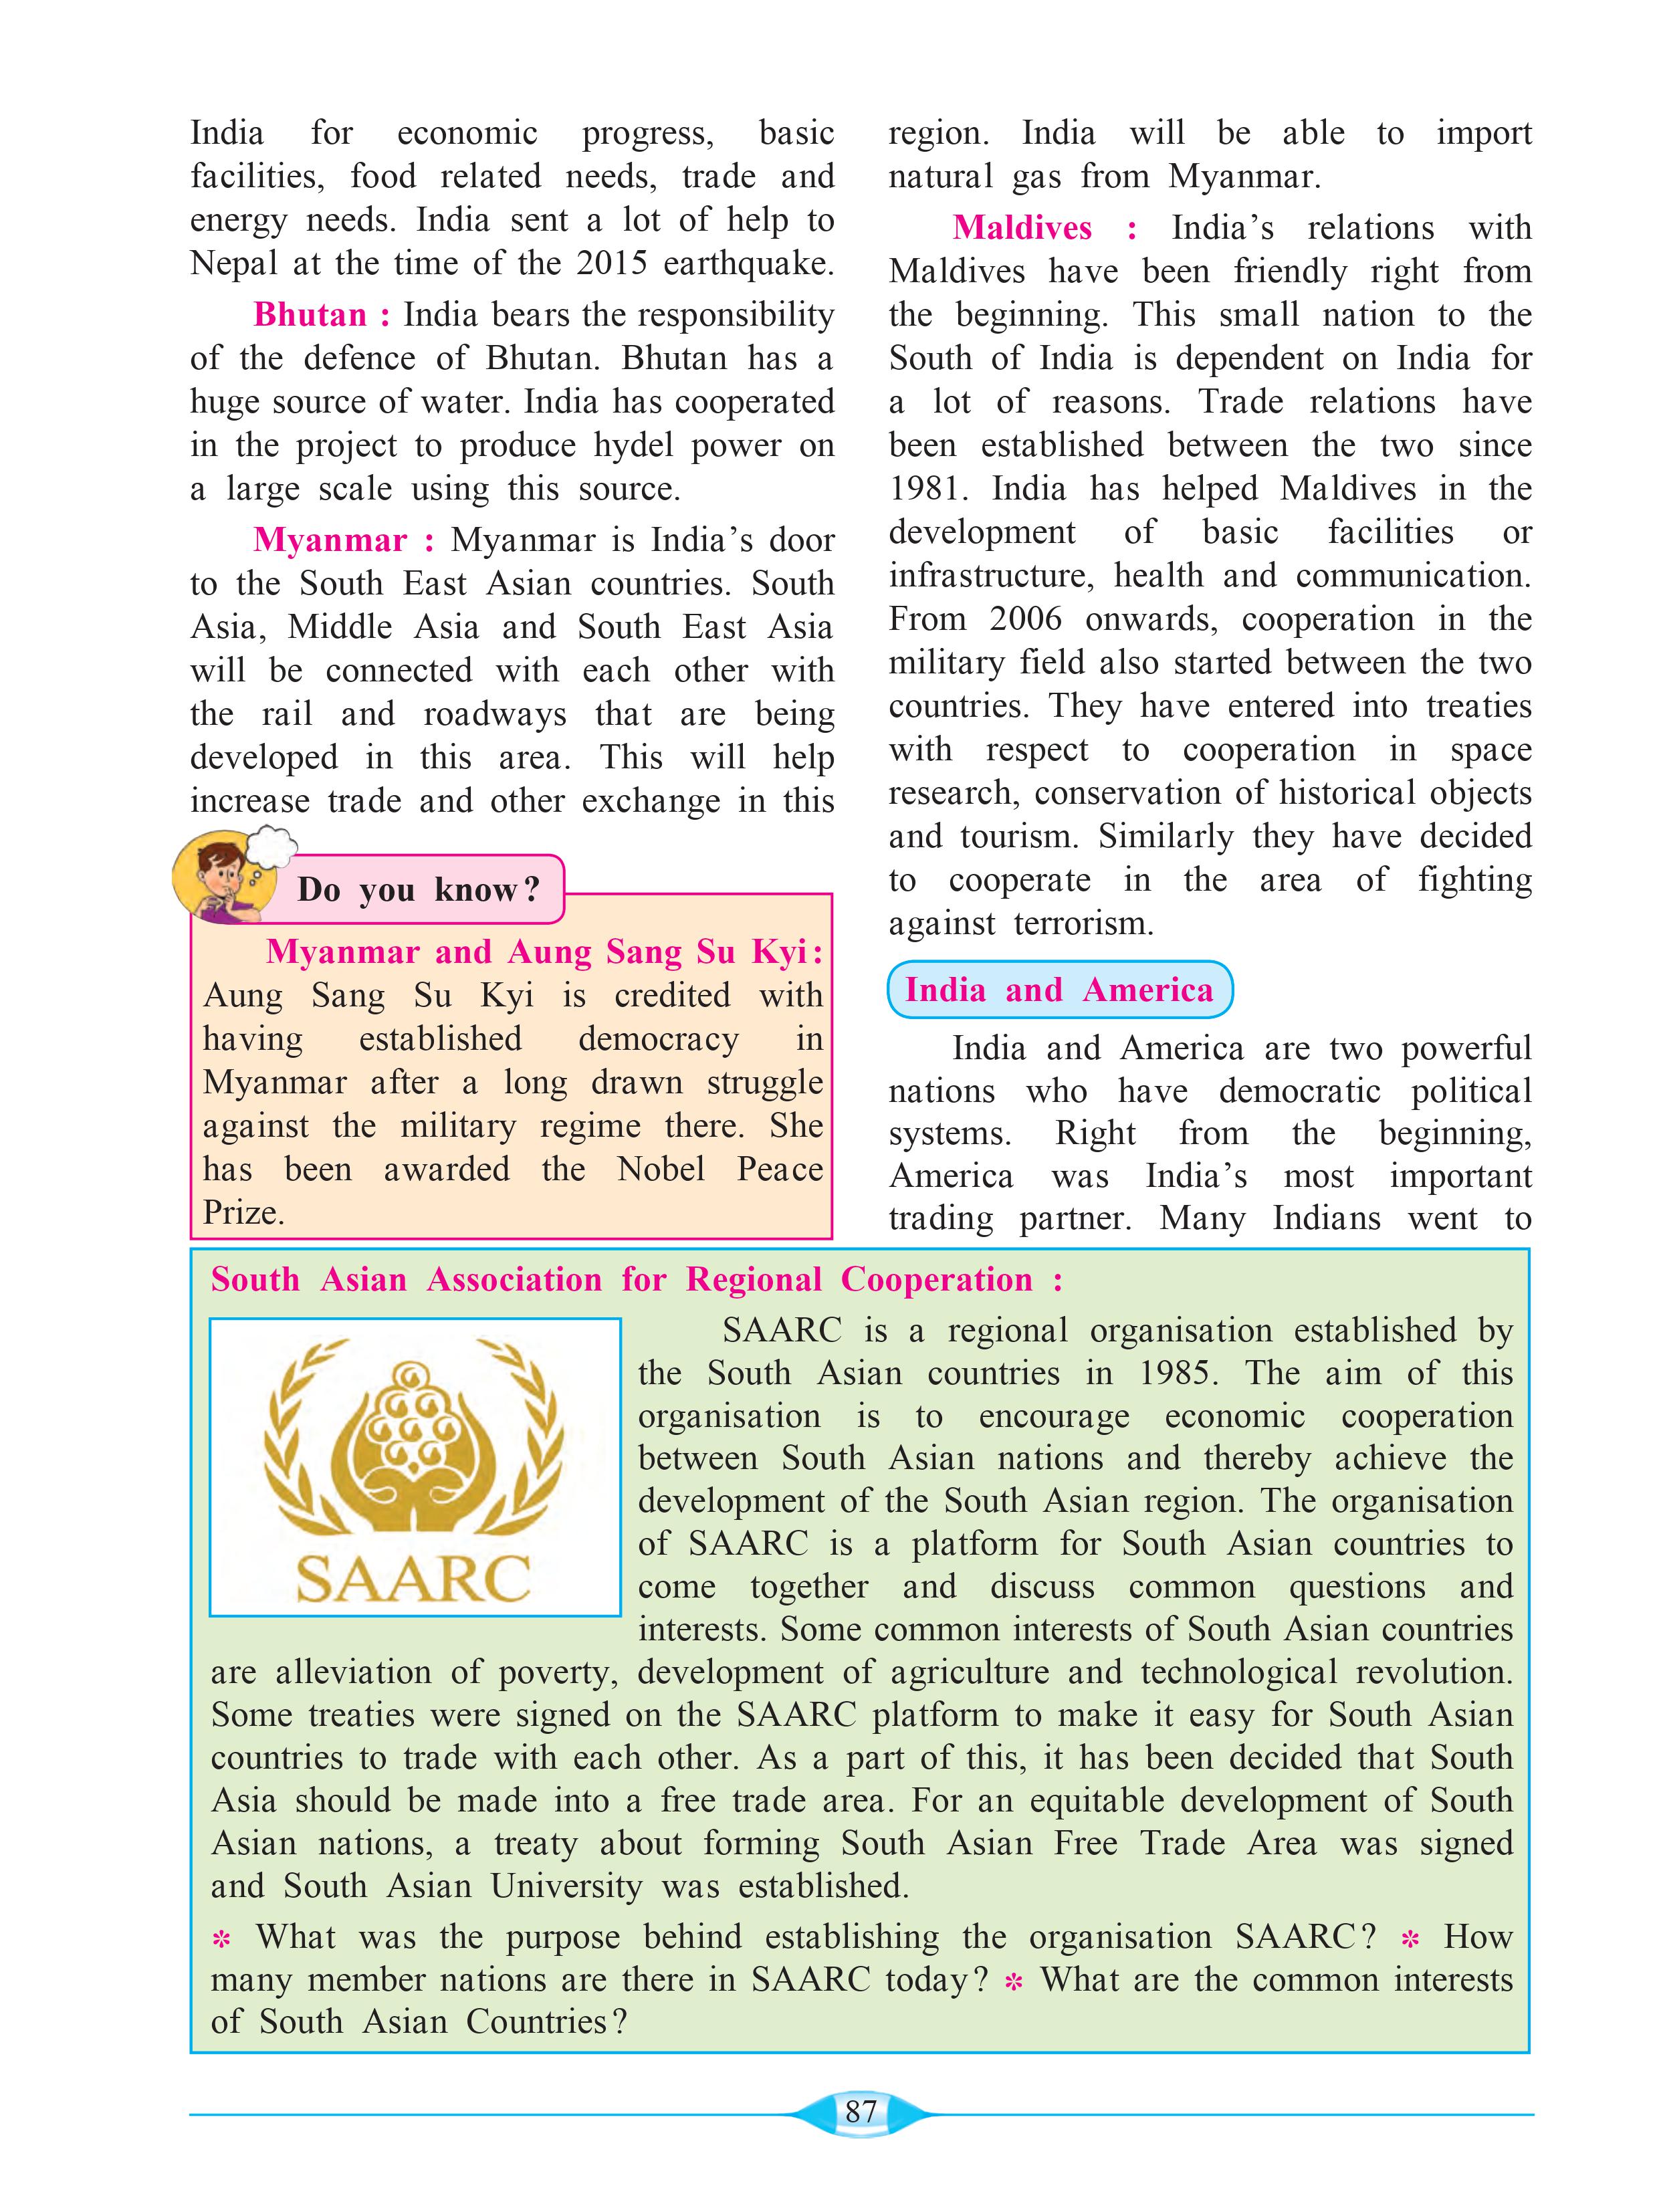 India for economic progress, basic
facilities, food related needs, trade and
energy needs. India sent a lot of help to
Nepal at the time of the 2015 earthquake.
Bhutan : India bears the responsibility
of the defence of Bhutan. Bhutan has a
huge source of water. India has cooperated
in the project to produce hydel power on
a large scale using this source.
Myanmar : Myanmar is India’s door
to the South East Asian countries. South
Asia, Middle Asia and South East Asia
will be connected with each other with
the rail and roadways that are being
developed in this area. This will help
increase trade and other exchange in this
Do you know?
Myanmar and Aung Sang Su Kyi:
Aung Sang Su Kyi is credited with
having established democracy in
Myanmar after a long drawn struggle
against the military regime there. She
has been awarded the Nobel Peace
Prize.
region. India will be able to import
natural gas from Myanmar.
Maldives : India’s relations with
Maldives have been friendly right from
the beginning. This small nation to the
South of India is dependent on India for
a lot of reasons. Trade relations have
been established between the two since
1981. India has helped Maldives in the
development of basic facilities or
infrastructure, health and communication.
From 2006 onwards, cooperation in the
military field also started between the two
countries. They have entered into treaties
with respect to cooperation in space
research, conservation of historical objects
and tourism. Similarly they have decided
to cooperate in the area of fighting
against terrorism.
India and America
India and America are two powerful
nations who have democratic political
systems. Right from the beginning,
America was India’s most important
trading partner. Many Indians went to
South Asian Association for Regional Cooperation :
SAARC
SAARC is a regional organisation established by
the South Asian countries in 1985. The aim of this
organisation is to encourage economic cooperation
between South Asian nations and thereby achieve the
development of the South Asian region. The organisation
of SAARC is a platform for South Asian countries to
come together and discuss common questions and
interests. Some common interests of South Asian countries
are alleviation of poverty, development of agriculture and technological revolution.
Some treaties were signed on the SAARC platform to make it easy for South Asian
countries to trade with each other. As a part of this, it has been decided that South
Asia should be made into a free trade area. For an equitable development of South
Asian nations, a treaty about forming South Asian Free Trade Area was signed
and South Asian University was established.
✼ What was the purpose behind establishing the organisation SAARC? ✼ How
many member nations are there in SAARC today? ✼ What are the common interests
of South Asian Countries?
87